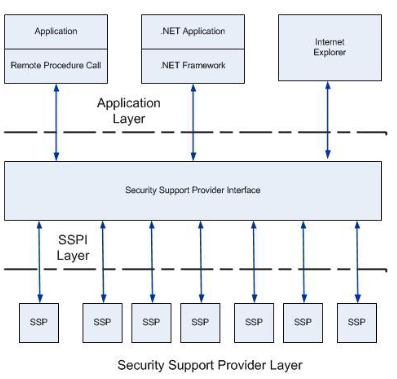 Application
.NET Application
Internet
Explorer
Remote Procedure Call
.NET Framework
Application
Layer
Security Support Provider Interface
SSPI
Layer
SSP
SSP
SSP
SSP
SSP
SSP
SSP
Security Support Provider Layer